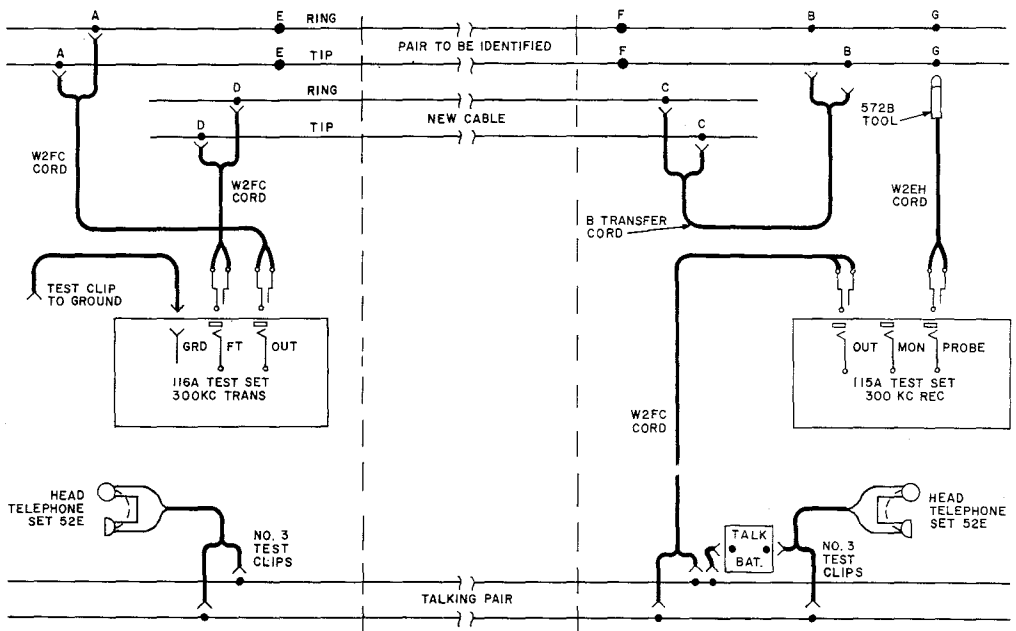 A E RING F B G
PAIR TO BE IDENTIFIED
A E TIP F B G
D RING C
NEW CABLE
D TIP C
572B
TOOL
W2FC
CORD
W2FC
CORD
W2EH
CORD
B TRANSFER
CORD
TEST CLIP
TO GROUND
GRD FT OUT
116A TEST SET
300KC TRANS
OUT MON PROBE
115A TEST SET
300 KC REC
W2FC
CORD
HEAD
TELEPHONE
SET 52E
NO. 3
TEST
CLIPS
TALK
BAT.
NO. 3
TEST
CLIPS
HEAD
TELEPHONE
SET 52E
TALKING PAIR